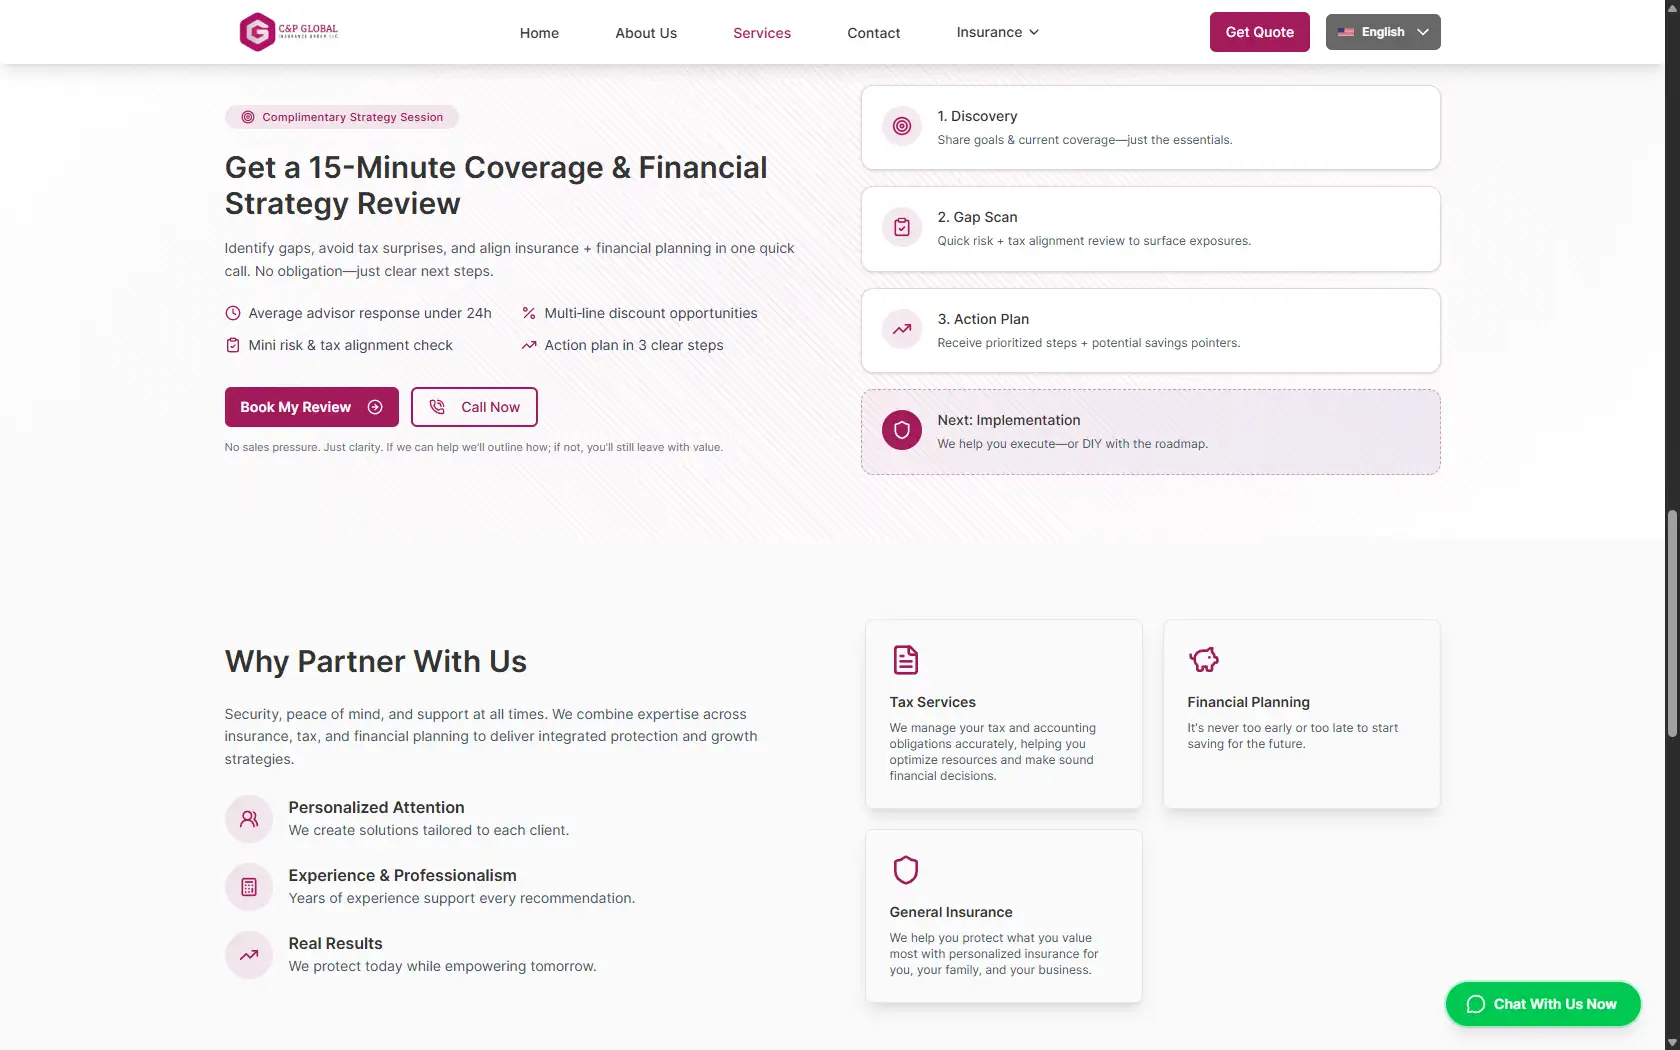 C&P GLOBAL
INSURANCE GROUP LLC
Home
About Us
Services
Contact
Insurance
Get Quote
English
Complimentary Strategy Session
Get a 15-Minute Coverage & Financial
Strategy Review
Identify gaps, avoid tax surprises, and align insurance + financial planning in one quick
call. No obligation—just clear next steps.
Average advisor response under 24h
Multi-line discount opportunities
Mini risk & tax alignment check
Action plan in 3 clear steps
Book My Review
Call Now
No sales pressure. Just clarity. If we can help we'll outline how; if not, you'll still leave with value.
1. Discovery
Share goals & current coverage—just the essentials.
2. Gap Scan
Quick risk + tax alignment review to surface exposures.
3. Action Plan
Receive prioritized steps + potential savings pointers.
Next: Implementation
We help you execute—or DIY with the roadmap.
Why Partner With Us
Security, peace of mind, and support at all times. We combine expertise across
insurance, tax, and financial planning to deliver integrated protection and growth
strategies.
Personalized Attention
We create solutions tailored to each client.
Experience & Professionalism
Years of experience support every recommendation.
Real Results
We protect today while empowering tomorrow.
Tax Services
We manage your tax and accounting
obligations accurately, helping you
optimize resources and make sound
financial decisions.
Financial Planning
It's never too early or too late to start
saving for the future.
General Insurance
We help you protect what you value
most with personalized insurance for
you, your family, and your business.
Chat With Us Now